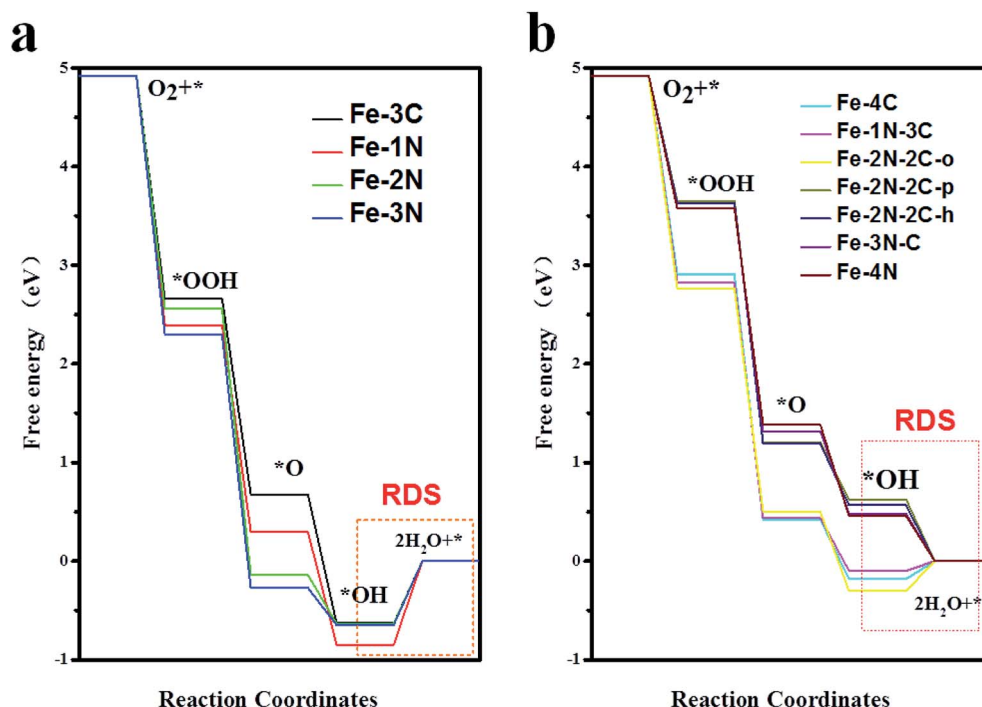 a
5
4
3
2
1
0
-1
Free energy (eV)
O2+*
Fe-3C
Fe-1N
Fe-2N
Fe-3N
*OOH
*O
RDS
*OH
2H2O+*
Reaction Coordinates
b
5
4
3
2
1
0
-1
Free energy (eV)
O2+*
Fe-4C
Fe-1N-3C
Fe-2N-2C-o
Fe-2N-2C-p
Fe-2N-2C-h
Fe-3N-C
Fe-4N
*OOH
*O
RDS
*OH
2H2O+*
Reaction Coordinates